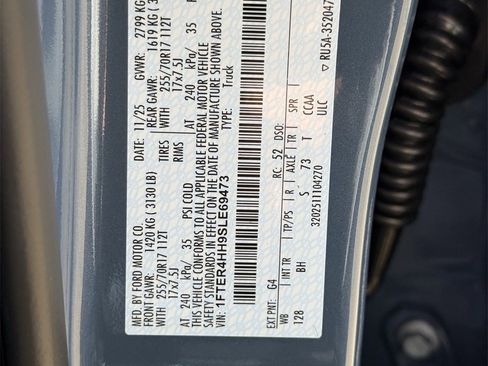 MFD. BY FORD MOTOR CO.
11/25 GVWR: 2799 KG
FRONT GAWR: 1420 KG ( 3130 LB) REAR GAWR: 1619 KG ( 3
WITH 255/70R17 112T TIRES WITH 255/70R17 112T
17x7.5J RIMS 17x7.5J
AT 240 kPa/ 35 PSI COLD AT 240 kPa/ 35 P
THIS VEHICLE CONFORMS TO ALL APPLICABLE FEDERAL MOTOR VEHICLE
SAFETY STANDARDS IN EFFECT ON THE DATE OF MANUFACTURE SHOWN ABOVE.
VIN: 1FTER4HH9SLE69473 TYPE: Truck
EXT PNT: G4 RC: 52 DSO:
WB INT TR TP/PS R AXLE TR SPR
128 BH S 73 T CCAA
3202511104270 ULC
▽ RU5A-35204